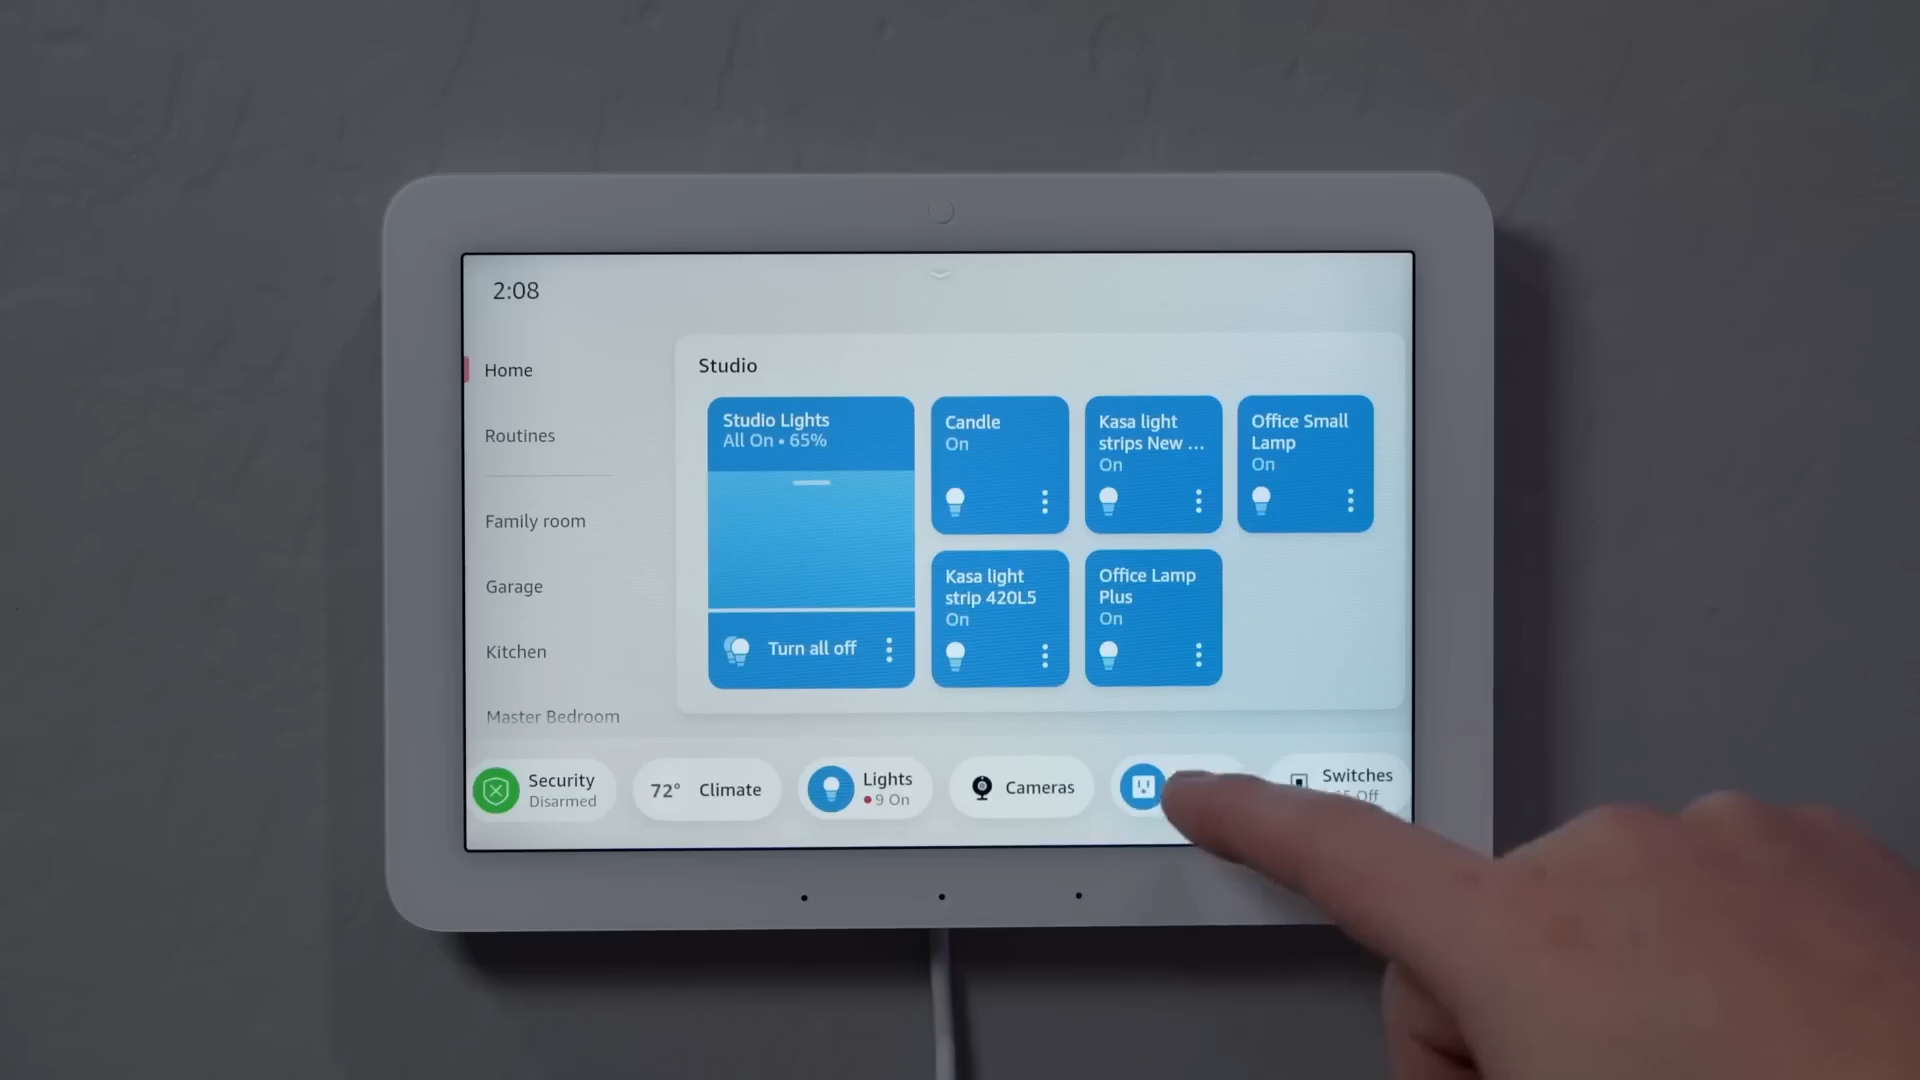 2:08
Home
Routines
Family room
Garage
Kitchen
Master Bedroom
Studio
Studio Lights
All On • 65%
Turn all off
Candle
On
Kasa light
strips New ...
On
Office Small
Lamp
On
Kasa light
strip 420L5
On
Office Lamp
Plus
On
Security
Disarmed
72° Climate
Lights
9 On
Cameras
Switches
Off